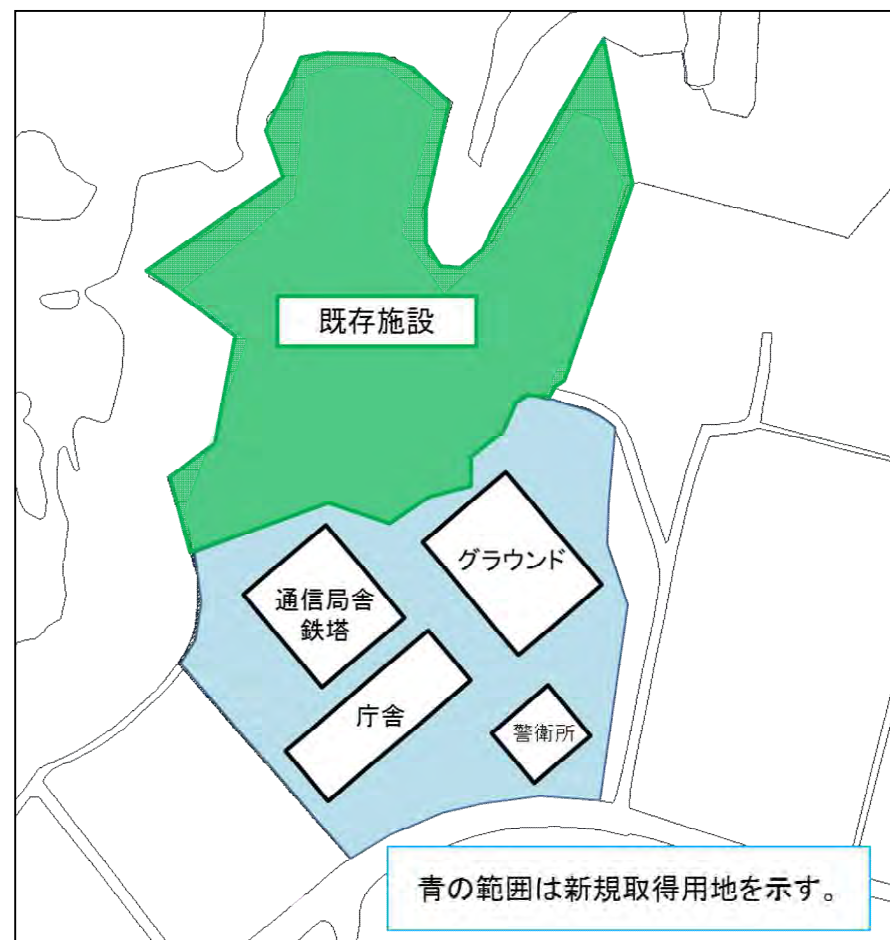 既存施設
グラウンド
通信局舎
鉄塔
庁舎
警衛所
青の範囲は新規取得用地を示す。